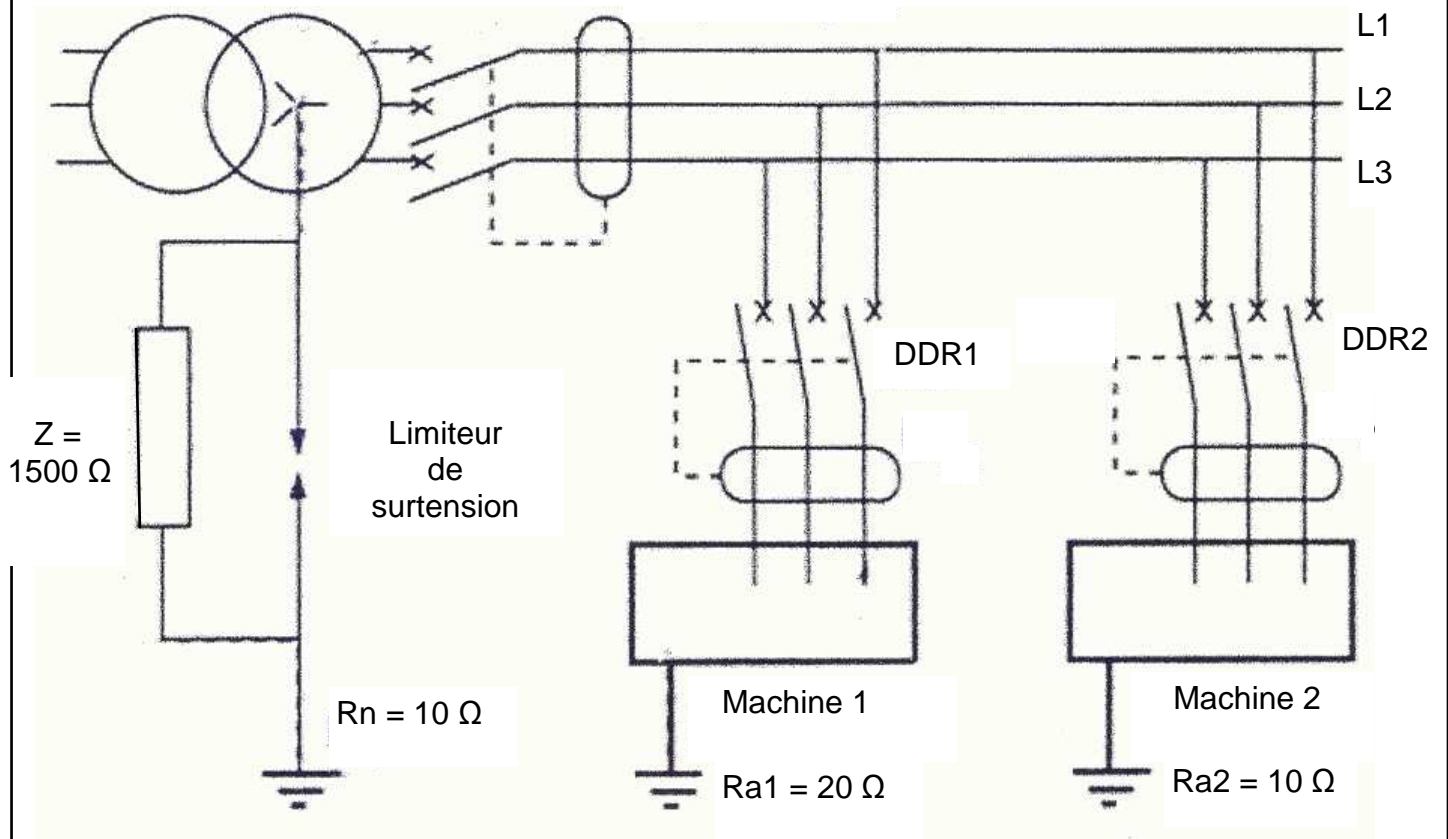 L1
L2
L3
DDR1
DDR2
Z =
1500 Ω
Limiteur
de
surtension
Rn = 10 Ω
Machine 1
Ra1 = 20 Ω
Machine 2
Ra2 = 10 Ω